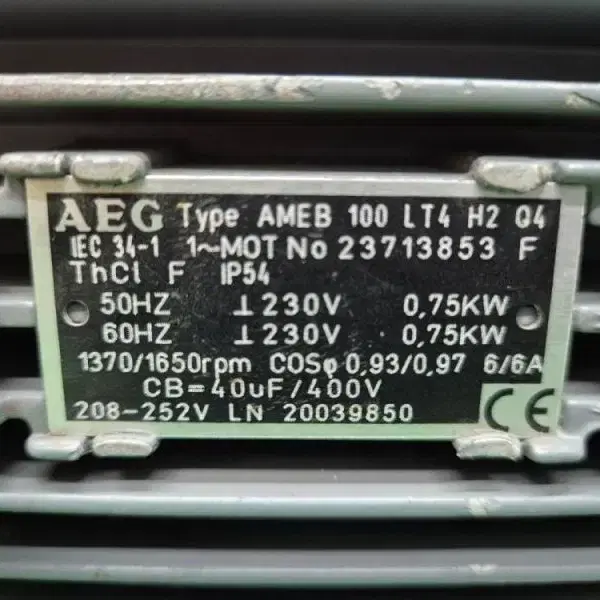 AEG Type AMEB 100 LT4 H2 Q4
IEC 34-1 1~MOT No 23713853 F
ThCl F IP54
50HZ ⊥230V 0,75KW
60HZ ⊥230V 0,75KW
1370/1650rpm COSφ 0,93/0,97 6/6A
CB=40uF/400V
208-252V LN 20039850
CE